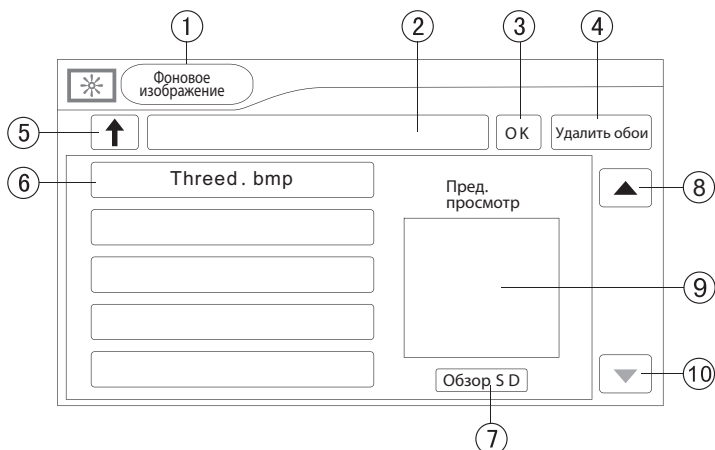 1
2
3
4
Фоновое
изображение
5
OK
Удалить обои
6
Threed.bmp
Пред.
просмотр
8
9
Обзор SD
10
7